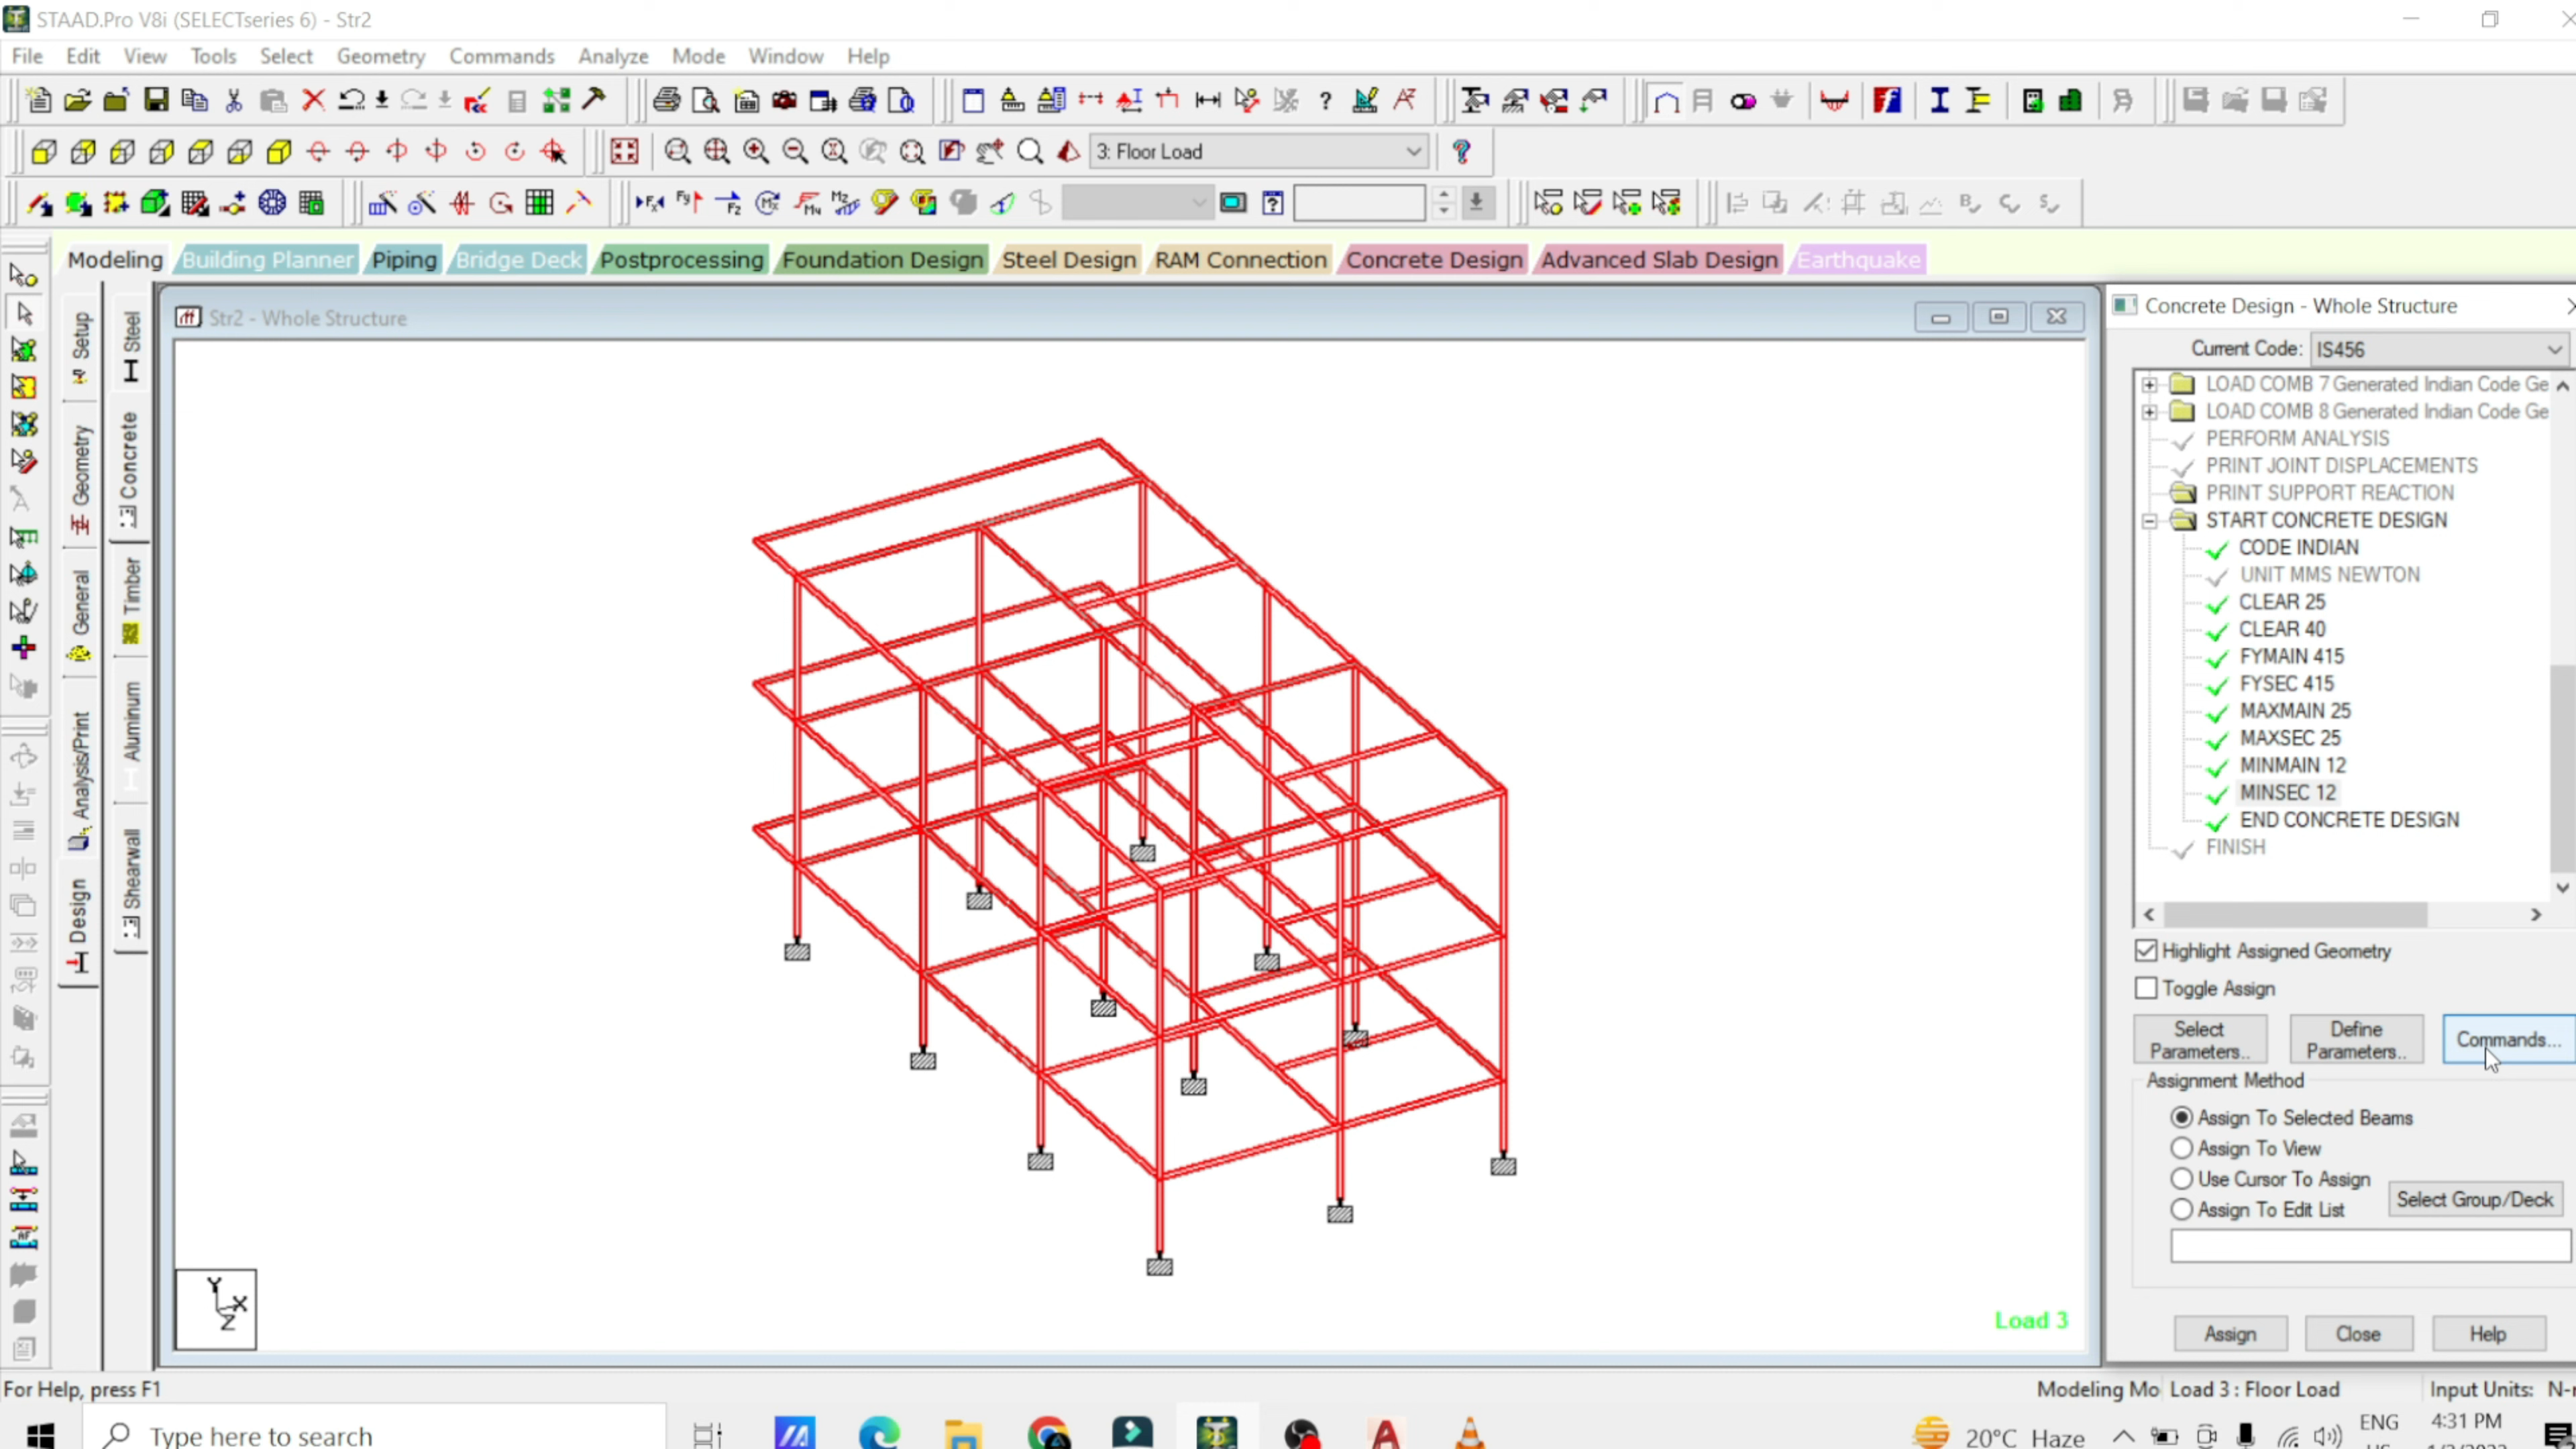 STAAD.Pro V8i (SELECTseries 6) - Str2
File Edit View Tools Select Geometry Commands Analyze Mode Window Help
3: Floor Load
Modeling Building Planner Piping Bridge Deck Postprocessing Foundation Design Steel Design RAM Connection Concrete Design Advanced Slab Design Earthquake
Setup
Geometry
General
Analysis/Print
Design
Steel
Concrete
Timber
Aluminum
Shearwall
Str2 - Whole Structure
Y
X
Z
Load 3
Concrete Design - Whole Structure
Current Code: IS456
LOAD COMB 7 Generated Indian Code Ge
LOAD COMB 8 Generated Indian Code Ge
PERFORM ANALYSIS
PRINT JOINT DISPLACEMENTS
PRINT SUPPORT REACTION
START CONCRETE DESIGN
CODE INDIAN
UNIT MMS NEWTON
CLEAR 25
CLEAR 40
FYMAIN 415
FYSEC 415
MAXMAIN 25
MAXSEC 25
MINMAIN 12
MINSEC 12
END CONCRETE DESIGN
FINISH
Highlight Assigned Geometry
Toggle Assign
Select Parameters..
Define Parameters..
Commands...
Assignment Method
Assign To Selected Beams
Assign To View
Use Cursor To Assign
Assign To Edit List
Select Group/Deck
Assign Close Help
For Help, press F1
Modeling Mo Load 3 : Floor Load Input Units:
Type here to search
20°C Haze
ENG
4:31 PM